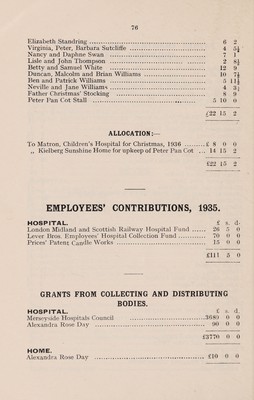 76
Elizabeth Standring ... 6 2
Virginia, Peter, Barbara Sutcliffe ... 4 5½
Nancy and Daphne Swan ... 7 1
Lisle and John Thompson ... 2 8½
Betty and Samuel White ... 12 9
Duncan, Malcolm and Brian Williams ... 10 7½
Ben and Patrick Williams ... 5 11½
Neville and Jane Williams ... 4 3½
Father Christmas' Stocking ... 8 9
Peter Pan Cot Stall ... 5 10 0
£22 15 2
ALLOCATION:—
To Matron, Children's Hospital for Christmas, 1936 ... £ 8 0 0
„ Kielberg Sunshine Home for upkeep of Peter Pan Cot ... 14 15 2
£22 15 2
EMPLOYEES' CONTRIBUTIONS, 1935.
HOSPITAL. £ s. d.
London Midland and Scottish Railway Hospital Fund ... 26 5 0
Lever Bros. Employees' Hospital Collection Fund ... 70 0 0
Prices' Patent Candle Works ... 15 0 0
£111 5 0
GRANTS FROM COLLECTING AND DISTRIBUTING
BODIES.
HOSPITAL. £ s. d.
Merseyside Hospitals Council ... 3680 0 0
Alexandra Rose Day ... 90 0 0
£3770 0 0
HOME.
Alexandra Rose Day ... £10 0 0